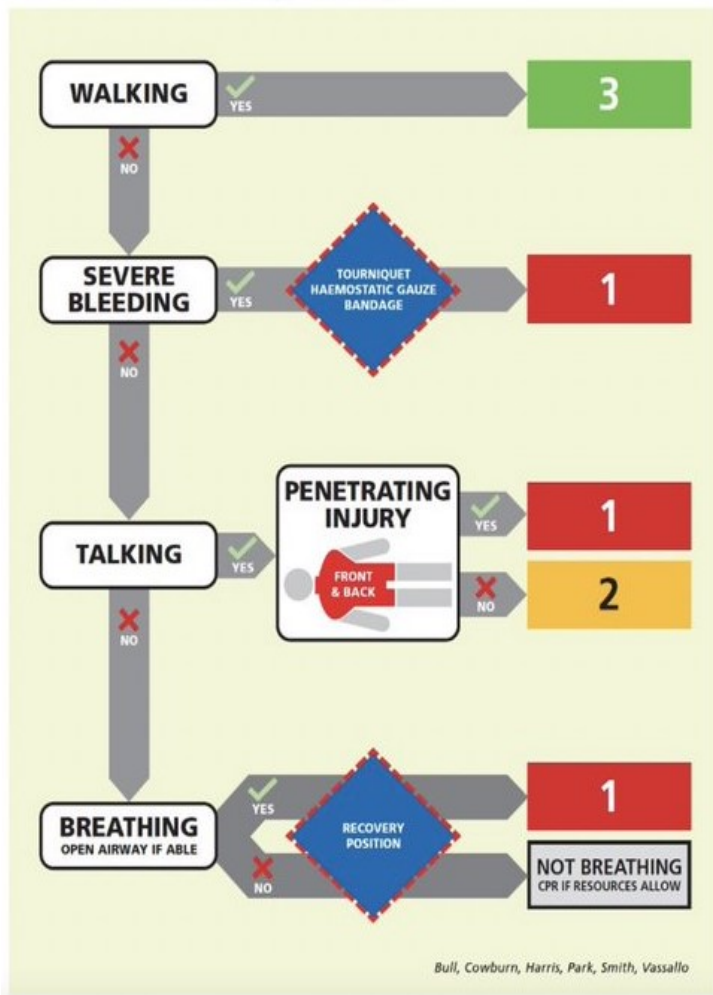 WALKING
YES
3
NO
SEVERE
BLEEDING
YES
TOURNIQUET
HAEMOSTATIC GAUZE
BANDAGE
1
NO
TALKING
YES
PENETRATING
INJURY
FRONT
& BACK
YES
1
NO
2
NO
BREATHING
OPEN AIRWAY IF ABLE
YES
NO
RECOVERY
POSITION
1
NOT BREATHING
CPR IF RESOURCES ALLOW
Bull, Cowburn, Harris, Park, Smith, Vassallo